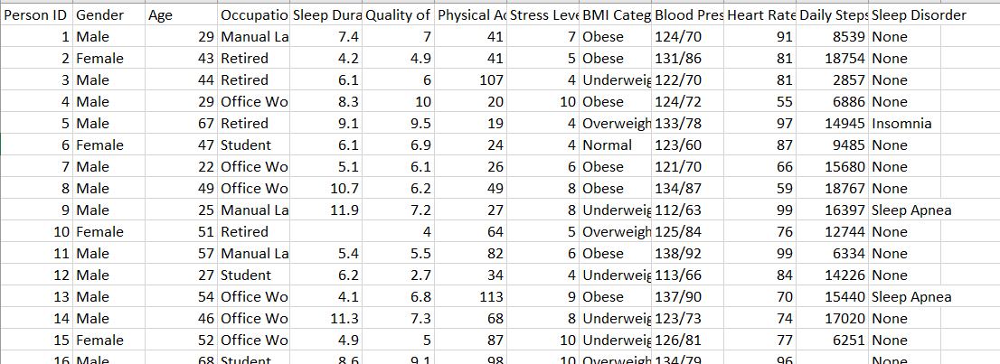 Person ID Gender Age Occupatio Sleep Dura Quality of Physical Ac Stress Leve BMI Categ Blood Pres Heart Rate Daily Steps Sleep Disorder
1 Male 29 Manual La 7.4 7 41 7 Obese 124/70 91 8539 None
2 Female 43 Retired 4.2 4.9 41 5 Obese 131/86 81 18754 None
3 Male 44 Retired 6.1 6 107 4 Underweig 122/70 81 2857 None
4 Male 29 Office Wo 8.3 10 20 10 Obese 124/72 55 6886 None
5 Male 67 Retired 9.1 9.5 19 4 Overweigh 133/78 97 14945 Insomnia
6 Female 47 Student 6.1 6.9 24 4 Normal 123/60 87 9485 None
7 Male 22 Office Wo 5.1 6.1 26 6 Obese 121/70 66 15680 None
8 Male 49 Office Wo 10.7 6.2 49 8 Obese 134/87 59 18767 None
9 Male 25 Manual La 11.9 7.2 27 8 Underweig 112/63 99 16397 Sleep Apnea
10 Female 51 Retired 4 64 5 Overweigh 125/84 76 12744 None
11 Male 57 Manual La 5.4 5.5 82 6 Obese 138/92 99 6334 None
12 Male 27 Student 6.2 2.7 34 4 Underweig 113/66 84 14226 None
13 Male 54 Office Wo 4.1 6.8 113 9 Obese 137/90 70 15440 Sleep Apnea
14 Male 46 Office Wo 11.3 7.3 68 8 Underweig 123/73 74 17020 None
15 Female 52 Office Wo 4.9 5 87 10 Underweig 126/81 77 6251 None
16 Male 68 Student 8.6 9.1 98 10 Overweigh 134/79 96 None